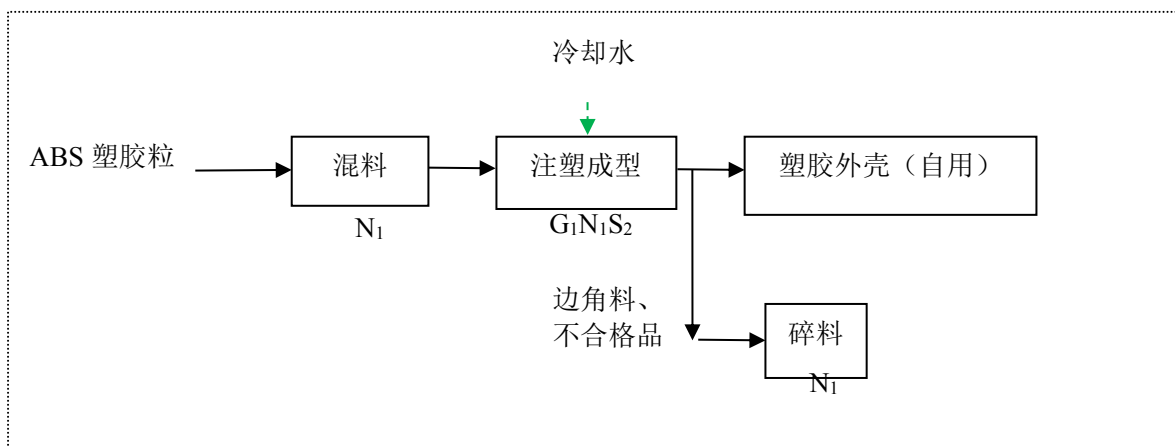 冷却水
ABS 塑胶粒
混料
注塑成型
塑胶外壳（自用）
N₁
G₁N₁S₂
边角料、
不合格品
碎料
N₁